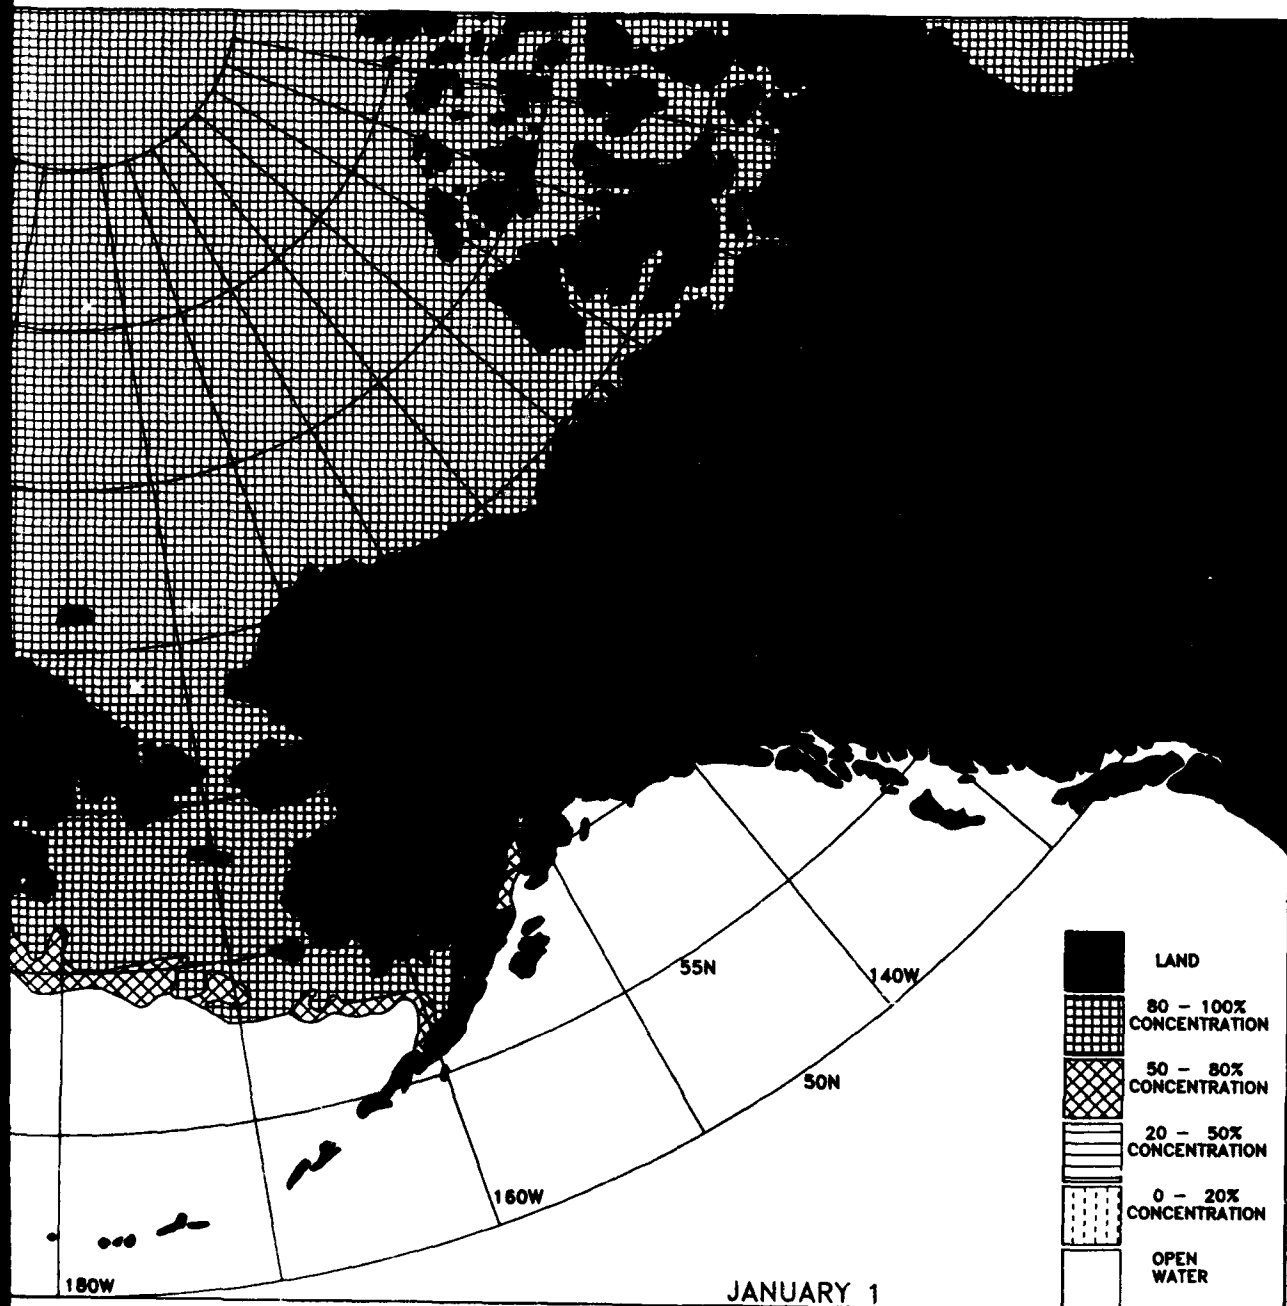 55N
140W
50N
160W
180W
JANUARY 1
LAND
80 - 100%
CONCENTRATION
50 - 80%
CONCENTRATION
20 - 50%
CONCENTRATION
0 - 20%
CONCENTRATION
OPEN
WATER